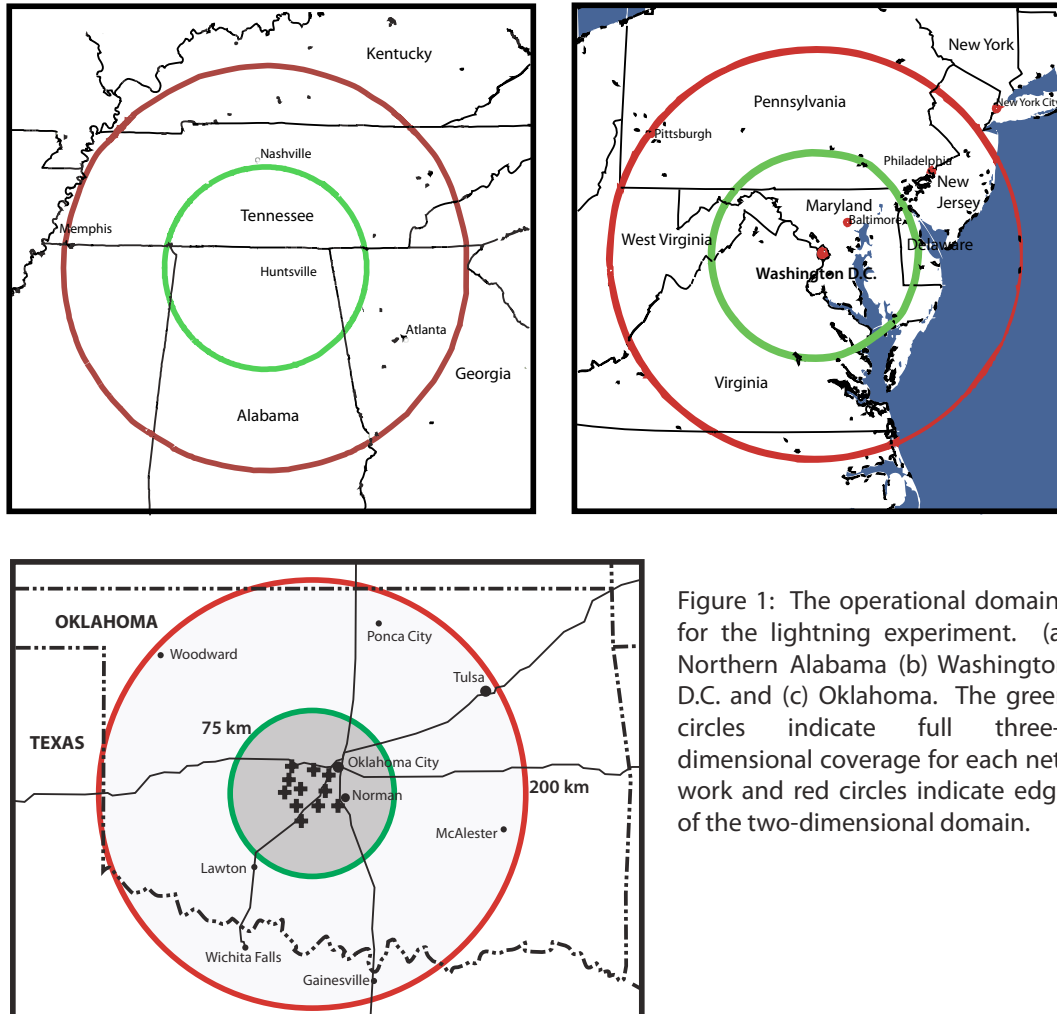 Kentucky
Nashville
Tennessee
Memphis
Huntsville
Atlanta
Georgia
Alabama
New York
New York City
Pennsylvania
Pittsburgh
Philadelphia
New
Jersey
Maryland
Baltimore
West Virginia
Delaware
Washington D.C.
Virginia
OKLAHOMA
Ponca City
Woodward
Tulsa
75 km
TEXAS
Oklahoma City
200 km
Norman
McAlester
Lawton
Wichita Falls
Gainesville
Figure 1: The operational domain
for the lightning experiment. (a
Northern Alabama (b) Washingto
D.C. and (c) Oklahoma. The gree
circles indicate full three-
dimensional coverage for each net
work and red circles indicate edg
of the two-dimensional domain.